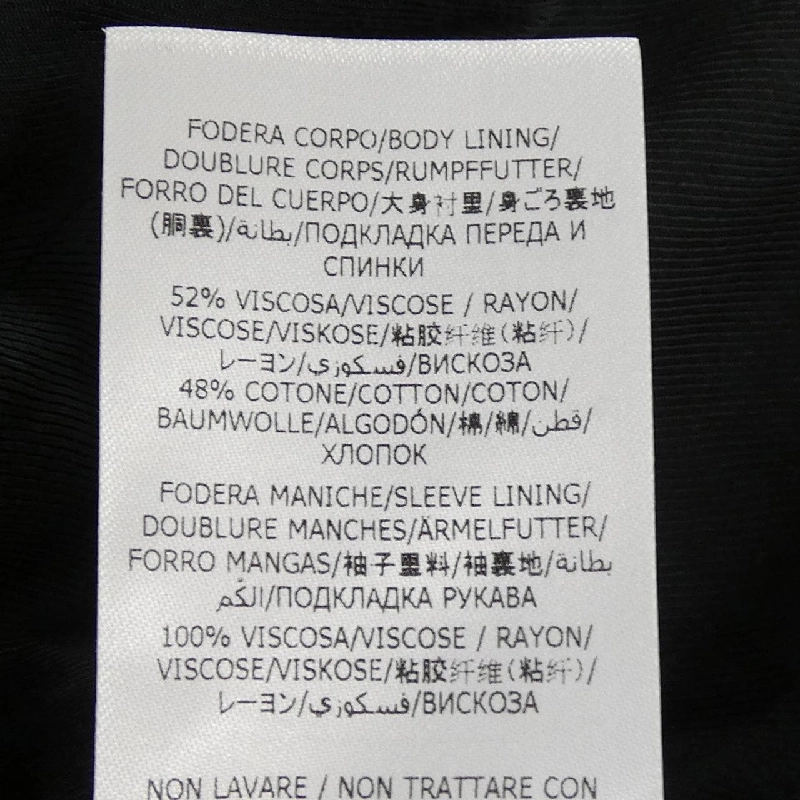 FODERA CORPO/BODY LINING/
DOUBLURE CORPS/RUMPFFUTTER/
FORRO DEL CUERPO/大身衬里/身ごろ裏地
(胴裏)/بطانة/ПОДКЛАДКА ПЕРЕДА И
СПИНКИ
52% VISCOSA/VISCOSE / RAYON/
VISCOSE/VISKOSE/粘胶纤维(粘纤)/
レーヨン/فسكوزي/ВИСКОЗА
48% COTONE/COTTON/COTON/
BAUMWOLLE/ALGODÓN/棉/綿/قطن/
ХЛОПОК
FODERA MANICHE/SLEEVE LINING/
DOUBLURE MANCHES/ÄRMELFUTTER/
FORRO MANGAS/袖子里料/袖裏地/بطانة
الكّم/ПОДКЛАДКА РУКАВА
100% VISCOSA/VISCOSE / RAYON/
VISCOSE/VISKOSE/粘胶纤维(粘纤)/
レーヨン/فسكوزي/ВИСКОЗА
NON LAVARE / NON TRATTARE CON